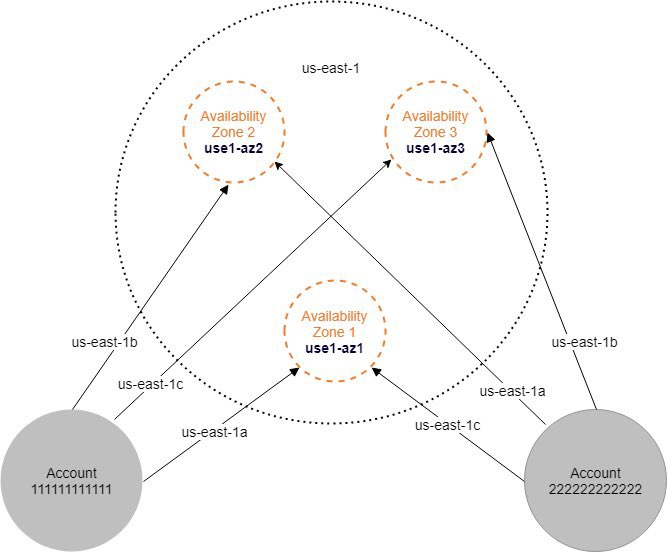 us-east-1
Availability
Zone 2
use1-az2
Availability
Zone 3
use1-az3
Availability
Zone 1
use1-az1
us-east-1b
us-east-1b
us-east-1c
us-east-1a
us-east-1a
us-east-1c
Account
111111111111
Account
222222222222